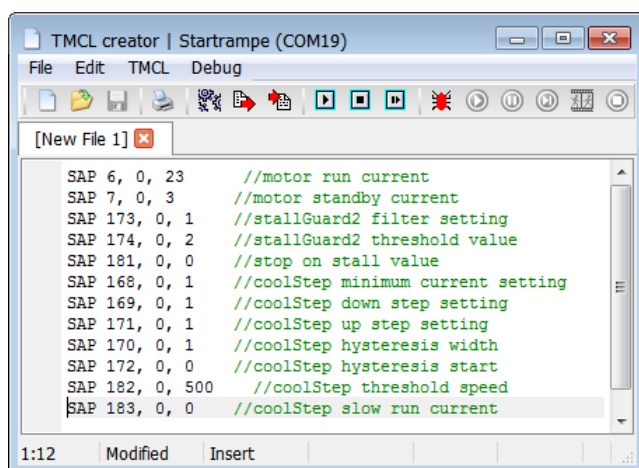 TMCL creator | Startrampe (COM19)
File Edit TMCL Debug
[New File 1]
SAP 6, 0, 23 //motor run current
SAP 7, 0, 3 //motor standby current
SAP 173, 0, 1 //stallGuard2 filter setting
SAP 174, 0, 2 //stallGuard2 threshold value
SAP 181, 0, 0 //stop on stall value
SAP 168, 0, 1 //coolStep minimum current setting
SAP 169, 0, 1 //coolStep down step setting
SAP 171, 0, 1 //coolStep up step setting
SAP 170, 0, 1 //coolStep hysteresis width
SAP 172, 0, 0 //coolStep hysteresis start
SAP 182, 0, 500 //coolStep threshold speed
SAP 183, 0, 0 //coolStep slow run current
1:12 Modified Insert